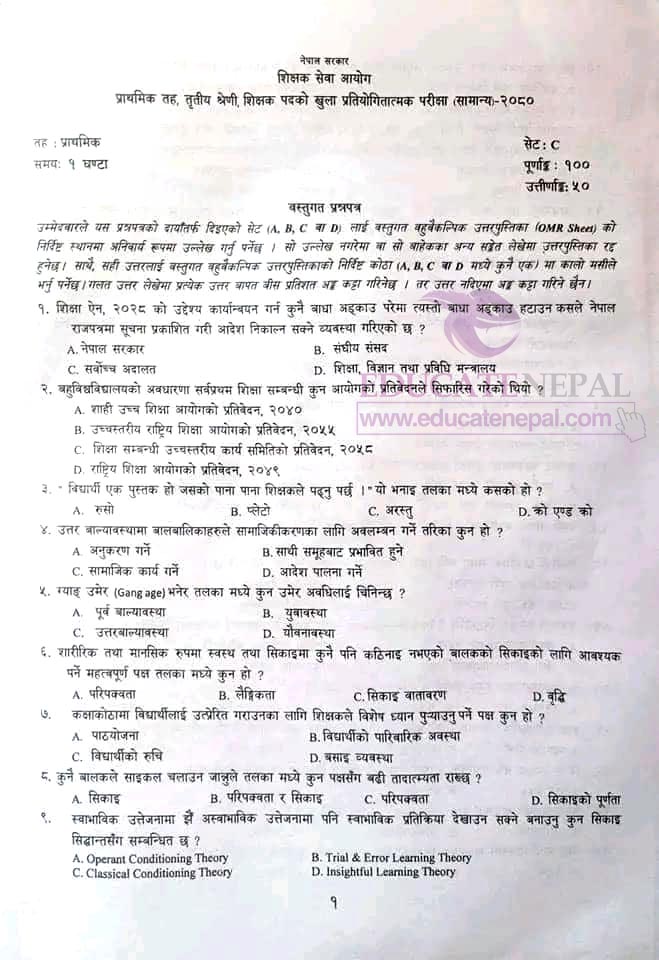 नेपाल सरकार
शिक्षक सेवा आयोग
प्राथमिक तह, तृतीय श्रेणी, शिक्षक पदको खुला प्रतियोगितात्मक परीक्षा (सामान्य)-२०८०
तह : प्राथमिक
सेट : C
समयः १ घण्टा
पूर्णाङ्कः १००
उत्तीर्णाङ्कः ५०
वस्तुगत प्रश्नपत्र
उम्मेदवारले यस प्रश्नपत्रको दायाँतर्फ दिइएको सेट (A, B, C वा D) लाई वस्तुगत बहुवैकल्पिक उत्तरपुस्तिका (OMR Sheet) को
निर्दिष्ट स्थानमा अनिवार्य रूपमा उल्लेख गर्नु पर्नेछ । सो उल्लेख नगरेमा वा सो बाहेकका अन्य सङ्केत लेखेमा उत्तरपुस्तिका रद्द
हुनेछ । साथै, सही उत्तरलाई वस्तुगत बहुवैकल्पिक उत्तरपुस्तिकाको निर्दिष्ट कोठा (A, B, C वा D मध्ये कुनै एक) मा कालो मसीले
भर्नु पर्नेछ । गलत उत्तर लेखेमा प्रत्येक उत्तर बापत बीस प्रतिशत अङ्क कट्टा गरिनेछ । तर उत्तर नदिएमा अङ्क कट्टा गरिने छैन ।
१. शिक्षा ऐन, २०२८ को उद्देश्य कार्यान्वयन गर्न कुनै बाधा अड्काउ परेमा त्यस्तो बाधा अड्काउ हटाउन कसले नेपाल
राजपत्रमा सूचना प्रकाशित गरी आदेश निकाल्न सक्ने व्यवस्था गरिएको छ ?
A. नेपाल सरकार B. संघीय संसद
C. सर्वोच्च अदालत D. शिक्षा, विज्ञान तथा प्रविधि मन्त्रालय
EDUCATENEPAL
www.educatenepal.com
२. बहुविश्वविद्यालयको अवधारणा सर्वप्रथम शिक्षा सम्बन्धी कुन आयोगको प्रतिवेदनले सिफारिस गरेको थियो ?
A. शाही उच्च शिक्षा आयोगको प्रतिवेदन, २०४०
B. उच्चस्तरीय राष्ट्रिय शिक्षा आयोगको प्रतिवेदन, २०५५
C. शिक्षा सम्बन्धी उच्चस्तरीय कार्य समितिको प्रतिवेदन, २०५८
D. राष्ट्रिय शिक्षा आयोगको प्रतिवेदन, २०४९
३. " विद्यार्थी एक पुस्तक हो जसको पाना पाना शिक्षकले पढ्नु पर्छ ।" यो भनाइ तलका मध्ये कसको हो ?
A. रुसो B. प्लेटो C. अरस्तु D. को एण्ड को
४. उत्तर बाल्यावस्थामा बालबालिकाहरुले सामाजिकीकरणका लागि अवलम्बन गर्ने तरिका कुन हो ?
A. अनुकरण गर्ने B. साथी समूहबाट प्रभावित हुने
C. सामाजिक कार्य गर्ने D. आदेश पालना गर्ने
५. ग्याङ् उमेर (Gang age) भनेर तलका मध्ये कुन उमेर अवधिलाई चिनिन्छ ?
A. पूर्व बाल्यावस्था B. युवावस्था
C. उत्तरबाल्यावस्था D. यौवनावस्था
६. शारीरिक तथा मानसिक रुपमा स्वस्थ तथा सिकाइमा कुनै पनि कठिनाइ नभएको बालकको सिकाइको लागि आवश्यक
पर्ने महत्वपूर्ण पक्ष तलका मध्ये कुन हो ?
A. परिपक्वता B. लैङ्गिकता C. सिकाइ वातावरण D. वृद्धि
७. कक्षाकोठामा विद्यार्थीलाई उत्प्रेरित गराउनका लागि शिक्षकले विशेष ध्यान पुऱ्याउनु पर्ने पक्ष कुन हो ?
A. पाठयोजना B. विद्यार्थीको पारिवारिक अवस्था
C. विद्यार्थीको रुचि D. बसाइ व्यवस्था
८. कुनै बालकले साइकल चलाउन जान्नुले तलका मध्ये कुन पक्षसँग बढी तादात्म्यता राख्छ ?
A. सिकाइ B. परिपक्वता र सिकाइ C. परिपक्वता D. सिकाइको पूर्णता
९. स्वाभाविक उत्तेजनामा झैं अस्वाभाविक उत्तेजनामा पनि स्वाभाविक प्रतिक्रिया देखाउन सक्ने बनाउनु कुन सिकाइ
सिद्धान्तसँग सम्बन्धित छ ?
A. Operant Conditioning Theory B. Trial & Error Learning Theory
C. Classical Conditioning Theory D. Insightful Learning Theory
१